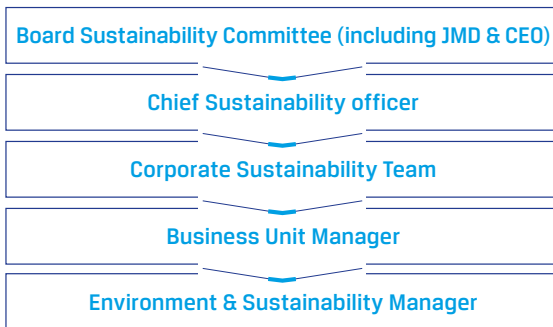 Board Sustainability Committee (including JMD & CEO)
Chief Sustainability officer
Corporate Sustainability Team
Business Unit Manager
Environment & Sustainability Manager